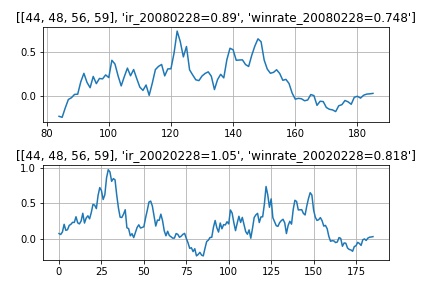 [[44, 48, 56, 59], 'ir_20080228=0.89', 'winrate_20080228=0.748']
0.5
0.0
80 100 120 140 160 180
[[44, 48, 56, 59], 'ir_20020228=1.05', 'winrate_20020228=0.818']
1.0
0.5
0.0
0 25 50 75 100 125 150 175